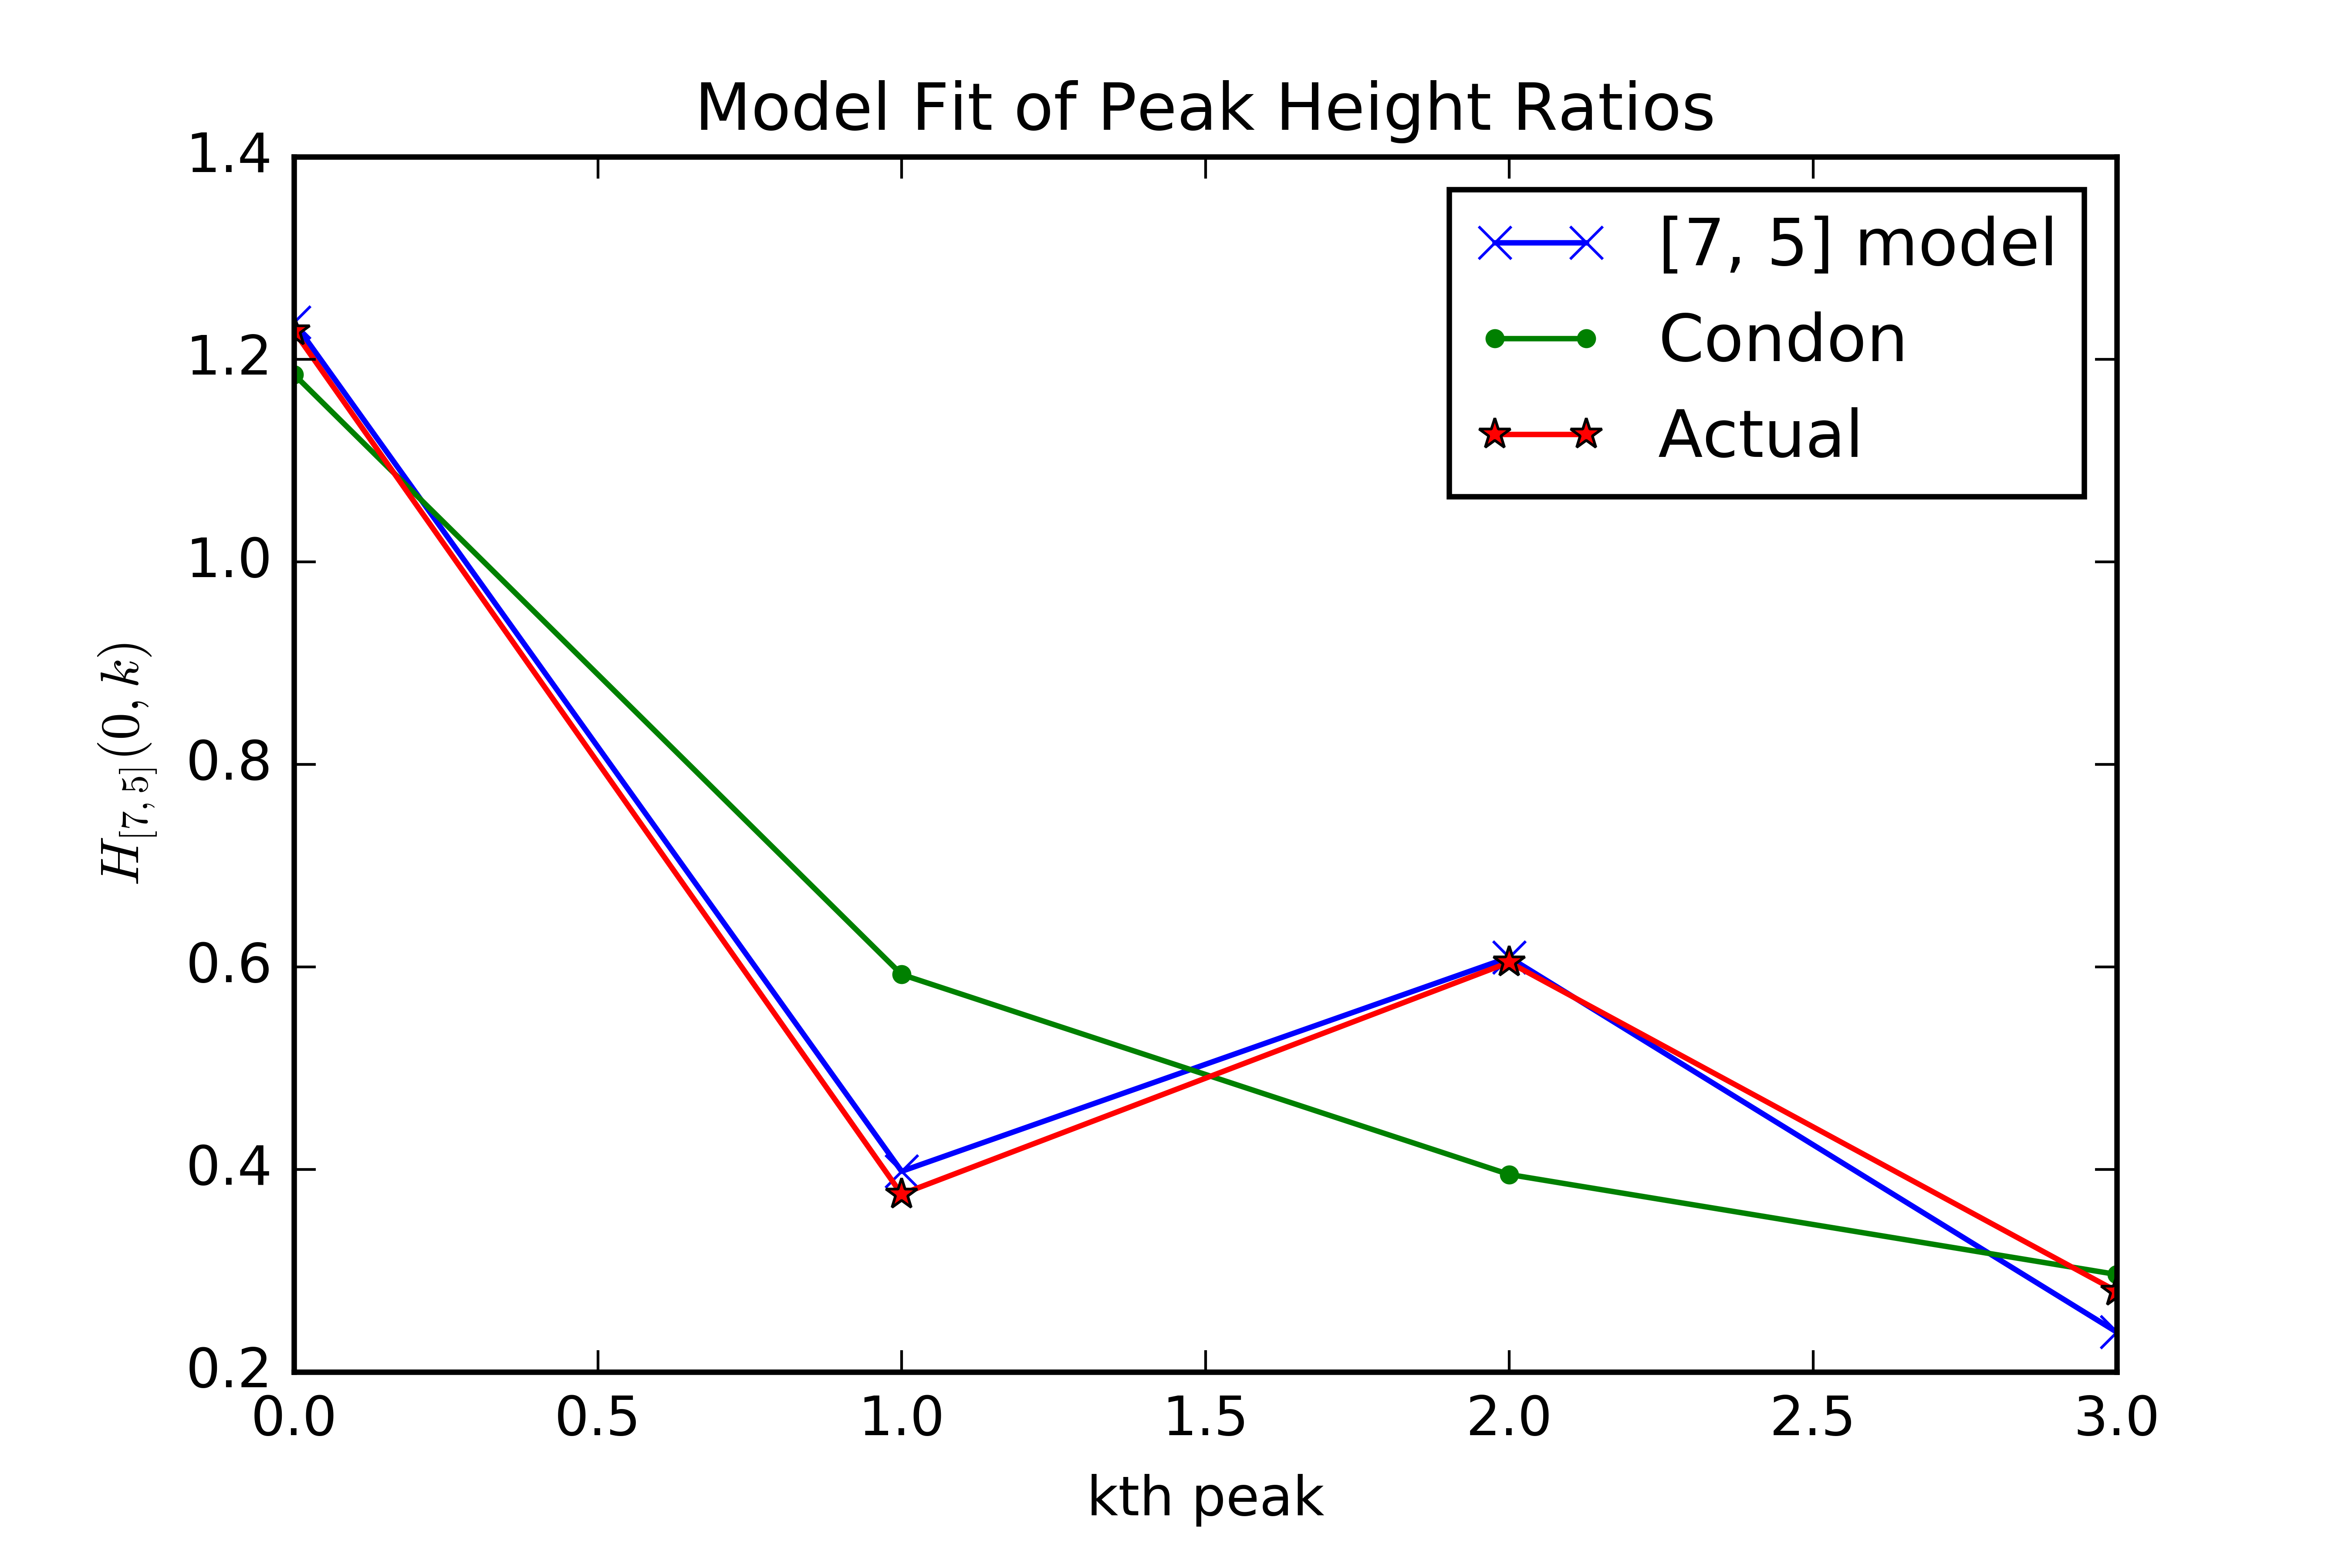 Model Fit of Peak Height Ratios
1.4
1.2
1.0
0.8
0.6
0.4
0.2
H[7,5](0,k)
[7, 5] model
Condon
Actual
0.0 0.5 1.0 1.5 2.0 2.5 3.0
kth peak